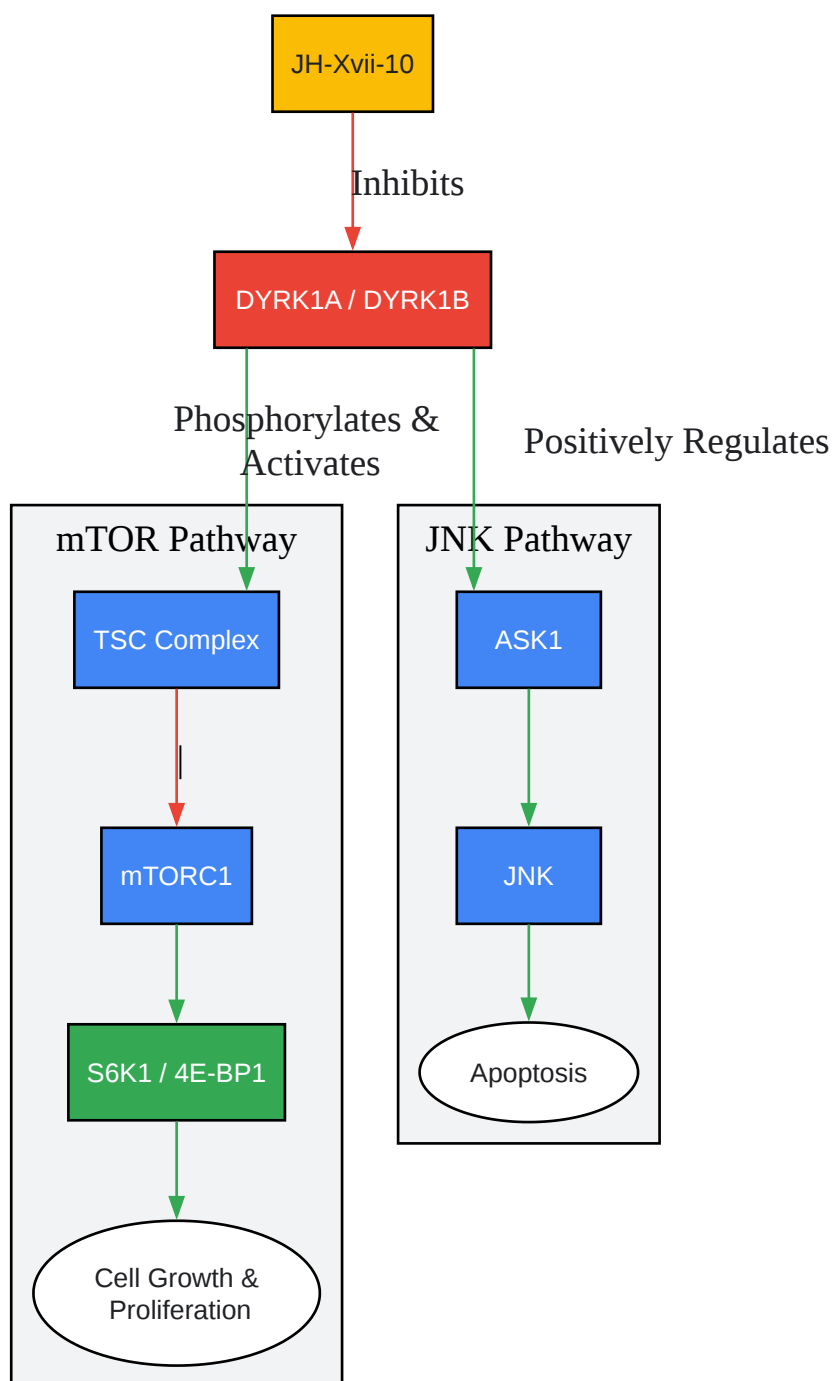 JH-Xvii-10
Inhibits
DYRK1A / DYRK1B
Phosphorylates &
Activates
Positively Regulates
mTOR Pathway
JNK Pathway
TSC Complex
ASK1
|
mTORC1
JNK
S6K1 / 4E-BP1
Apoptosis
Cell Growth &
Proliferation